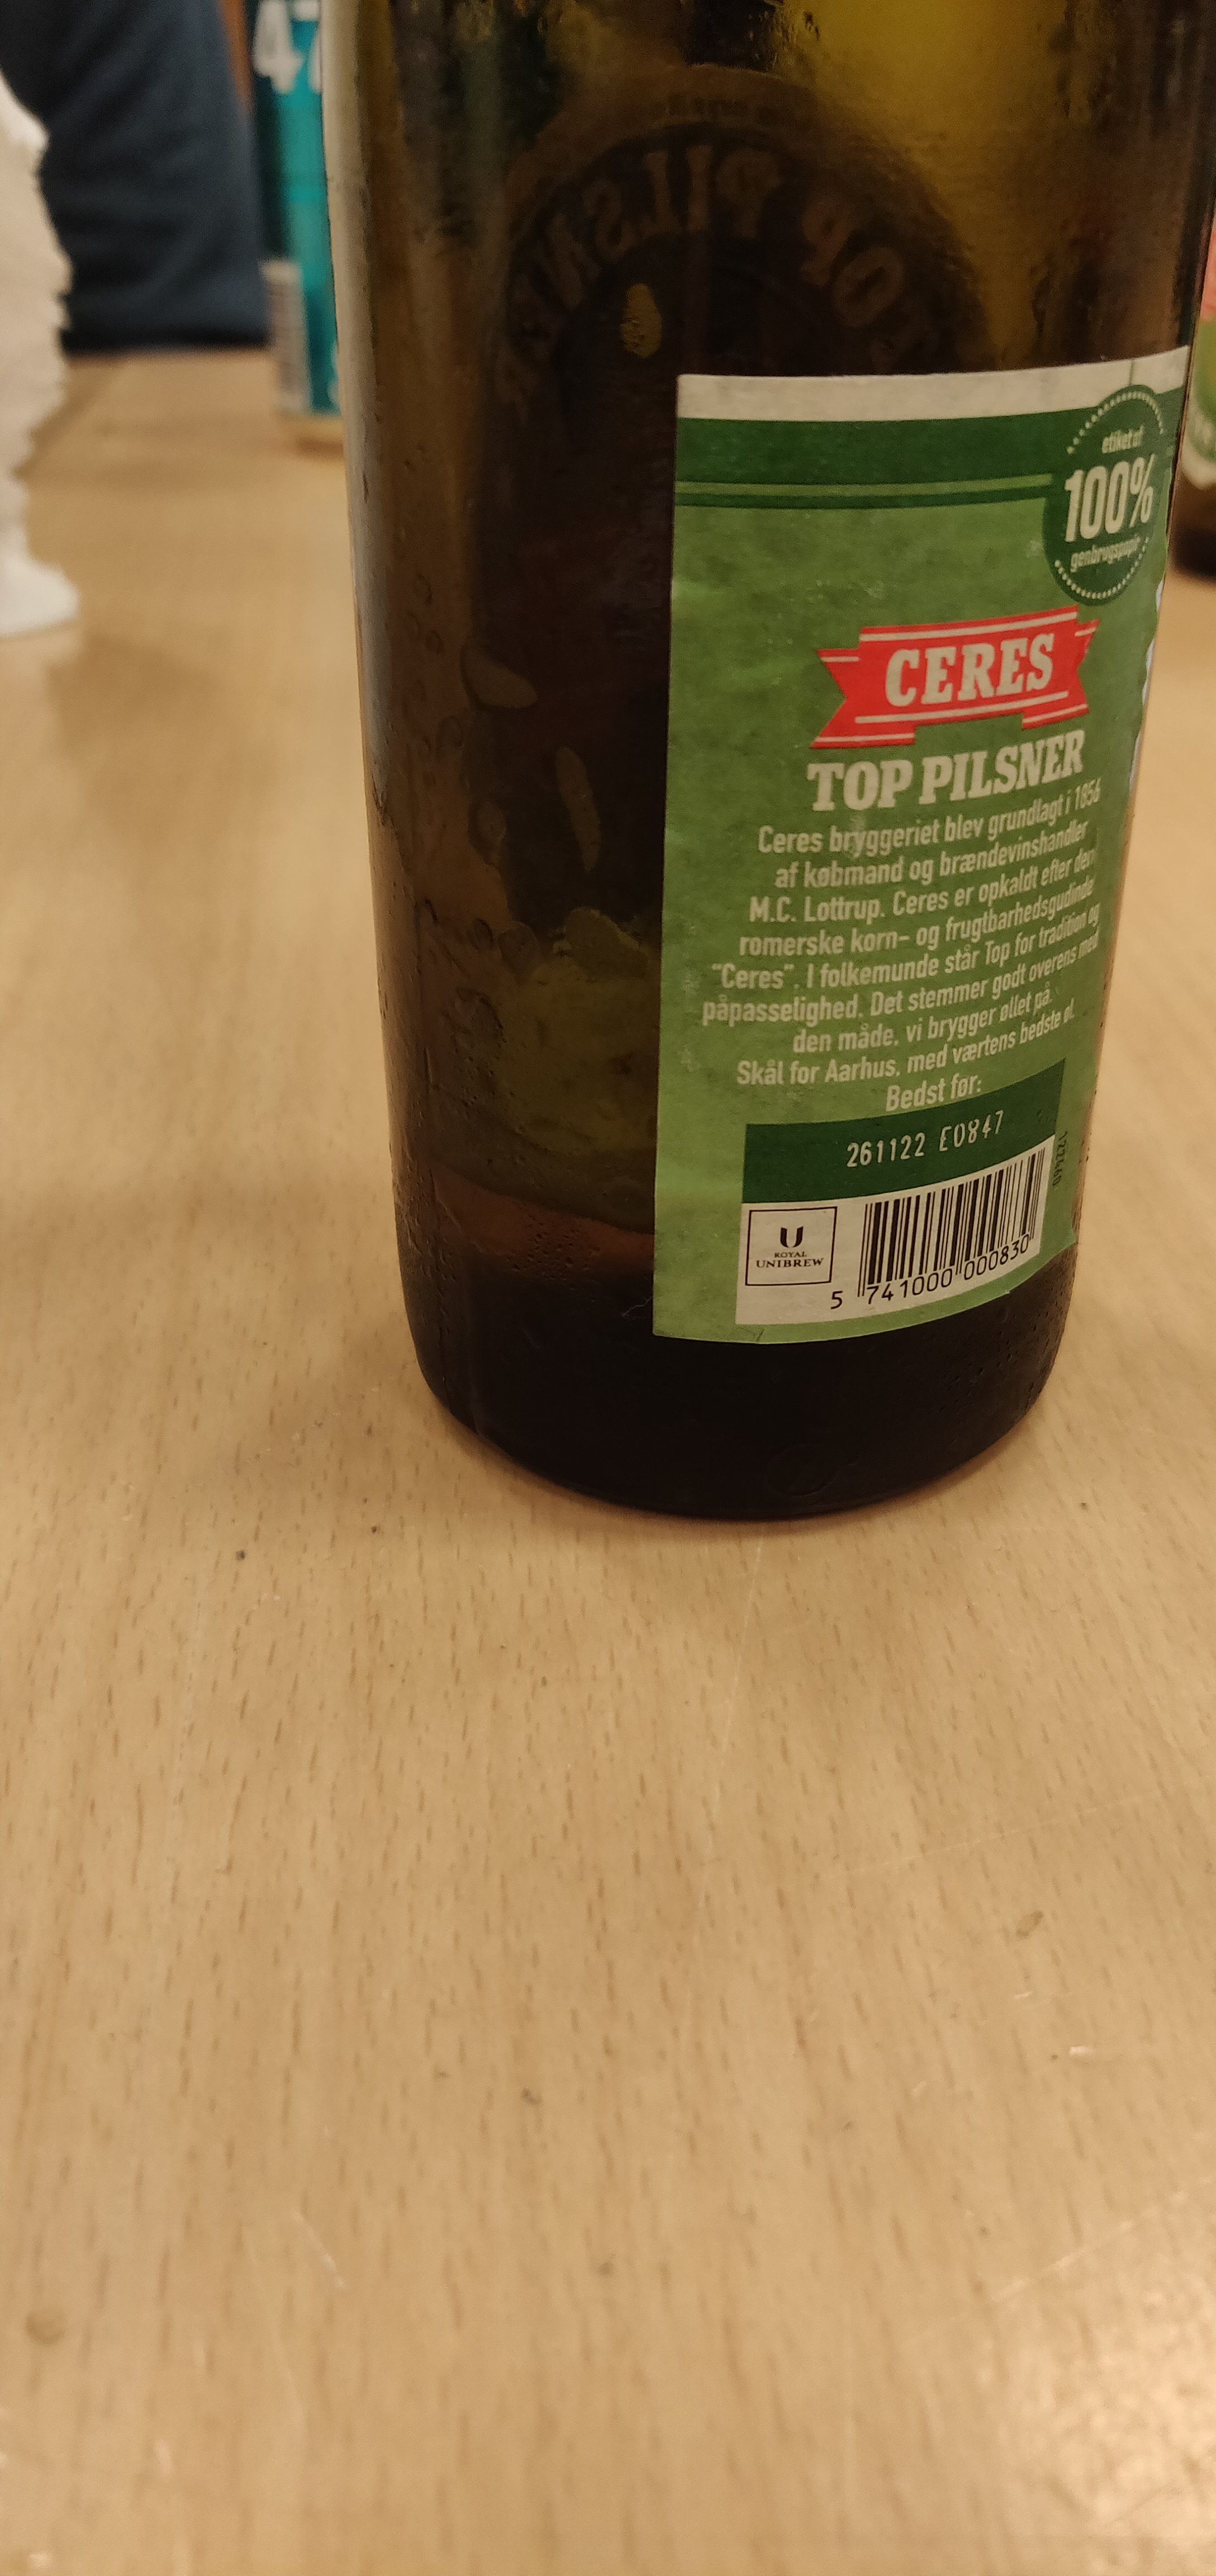 47
TOP PILSNER
etiket af
100%
genbrugspapir
CERES
TOP PILSNER
Ceres bryggeriet blev grundlagt i 1856
af købmand og brændevinshandler
M.C. Lottrup. Ceres er opkaldt efter den
romerske korn- og frugtbarhedsgudinde
"Ceres". I folkemunde står Top for tradition og
påpasselighed. Det stemmer godt overens med
den måde, vi brygger øllet på.
Skål for Aarhus, med værtens bedste øl.
Bedst før:
261122 E0847
U
ROYAL
UNIBREW
5 741000 000830